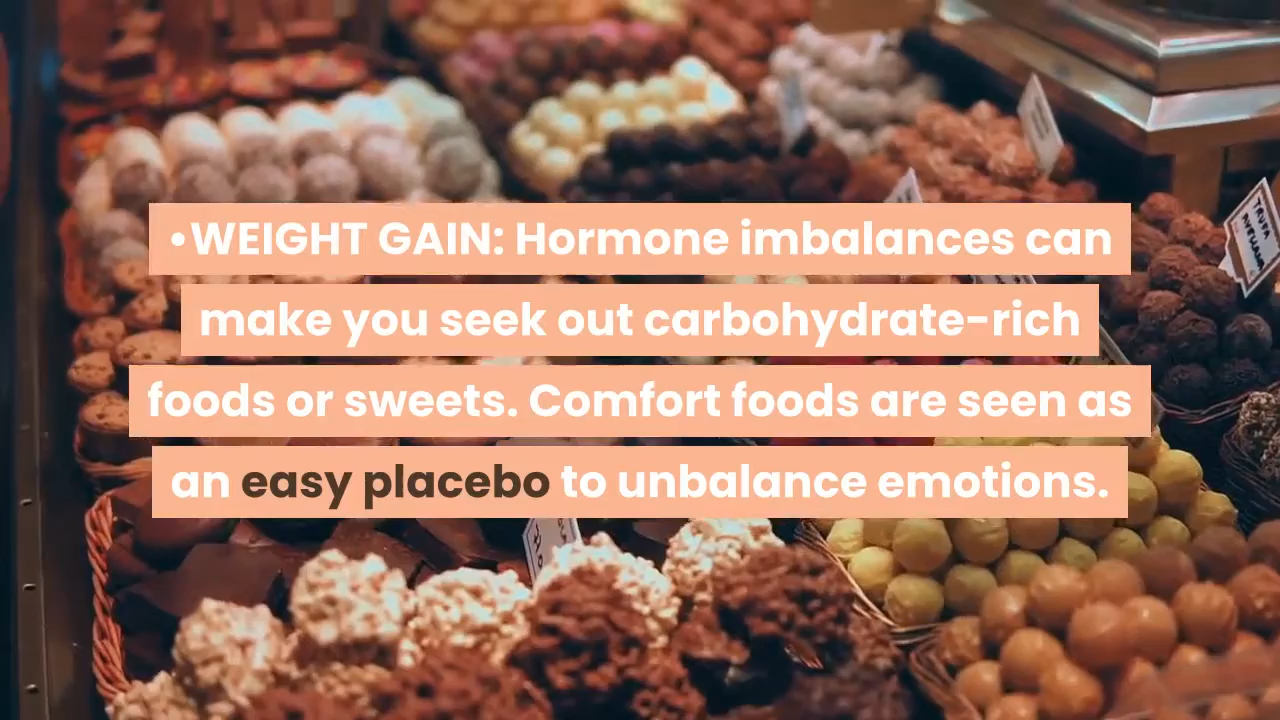 •WEIGHT GAIN: Hormone imbalances can
make you seek out carbohydrate-rich
foods or sweets. Comfort foods are seen as
an easy placebo to unbalance emotions.
TRUFA